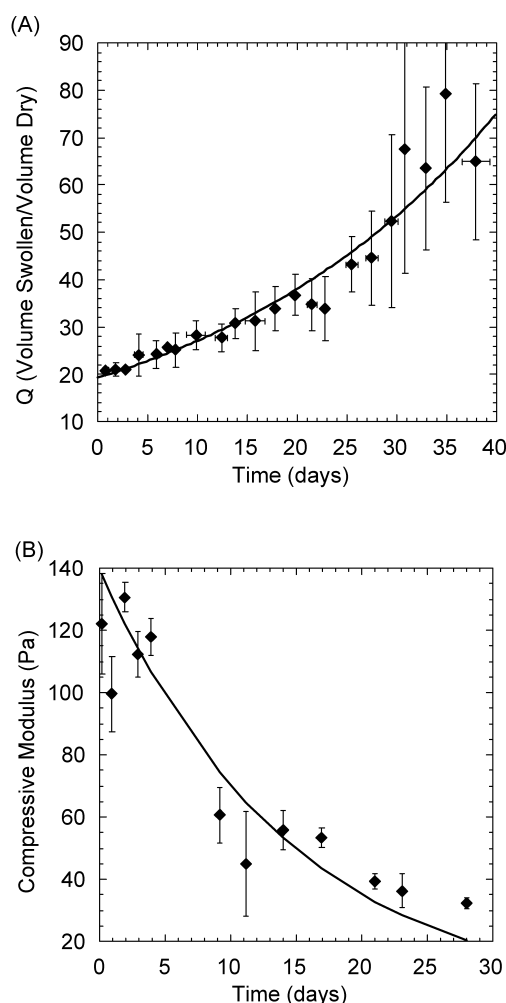 (A)
90
80
70
60
50
40
30
20
10
Q (Volume Swollen/Volume Dry)
0 5 10 15 20 25 30 35 40
Time (days)
(B)
140
120
100
80
60
40
20
Compressive Modulus (Pa)
0 5 10 15 20 25 30
Time (days)